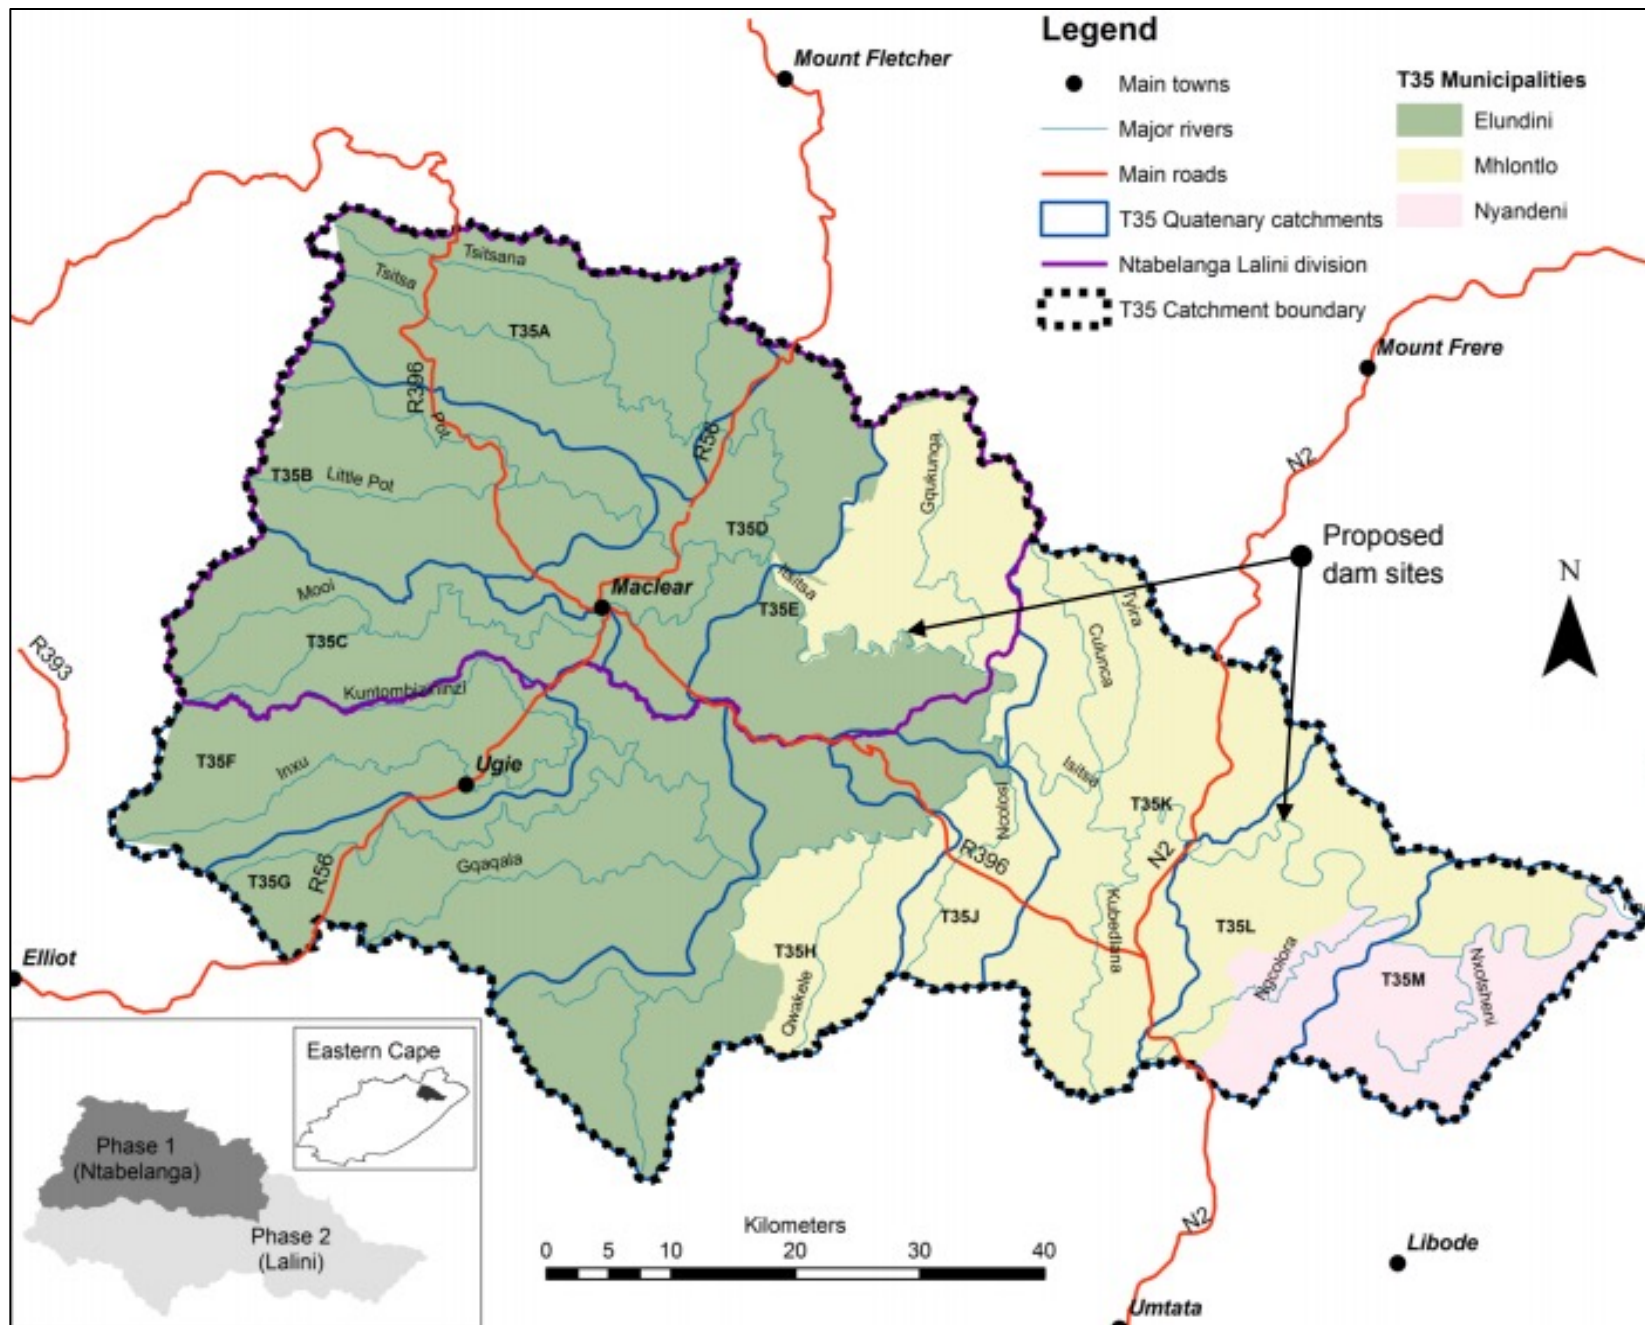 Legend
Main towns
Major rivers
Main roads
T35 Quatenary catchments
Ntabelanga Lalini division
T35 Catchment boundary
T35 Municipalities
Elundini
Mhlontlo
Nyandeni
Mount Fletcher
Tsitsana
Tsitsa
T35A
R396
Pot
R56
Mount Frere
N2
Gqukunqa
T35B
Little Pot
T35D
Proposed
dam sites
N
Itsitsa
Mooi
Maclear
T35E
Tyira
Culunca
T35C
R393
Kuntombizininzi
T35F
Inxu
Ugie
Isitsa
Ncolosi
T35K
N2
Gqaqala
R396
R56
T35G
Kubedlana
T35J
T35L
T35H
Elliot
Qwakele
Ngcolora
T35M
Nxotsheni
Eastern Cape
Phase 1
(Ntabelanga)
Phase 2
(Lalini)
Kilometers
0 5 10 20 30 40
N2
Libode
Umtata